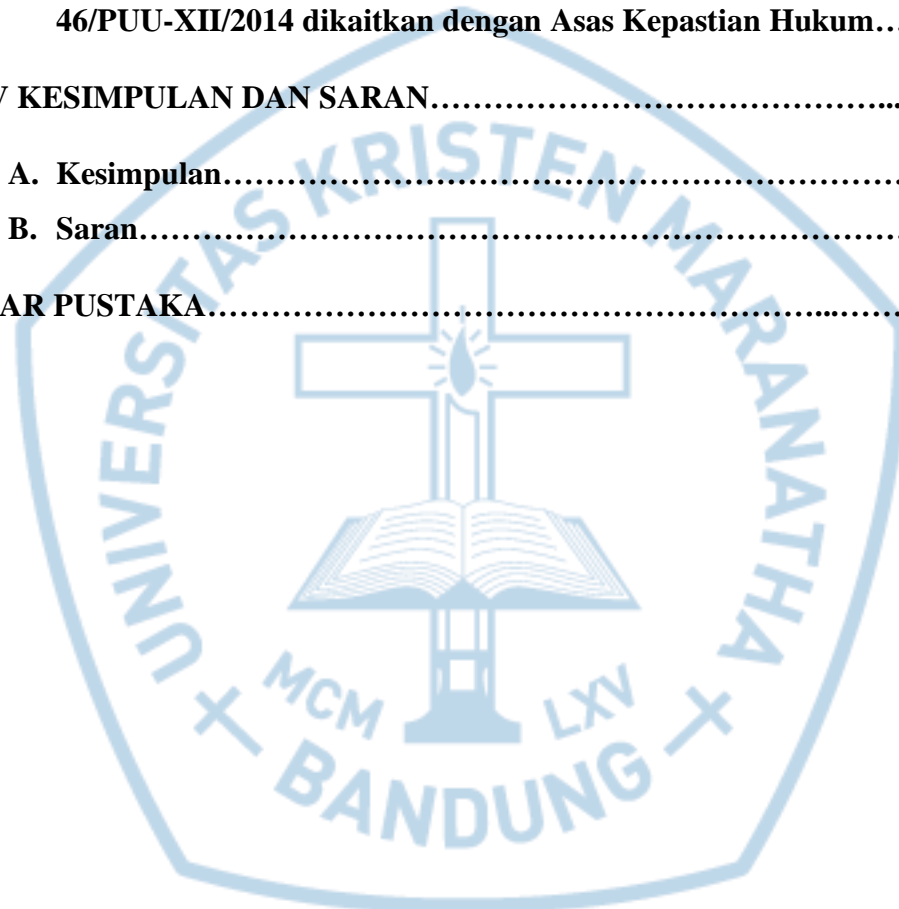 46/PUU-XII/2014 dikaitkan dengan Asas Kepastian Hukum…
V KESIMPULAN DAN SARAN……………………………………...
A. Kesimpulan…………………………………………………………
B. Saran…………………………………………………………………
AR PUSTAKA………………………………………………...……
UNIVERSITAS KRISTEN MARANATHA
MCM LXV
+ BANDUNG +